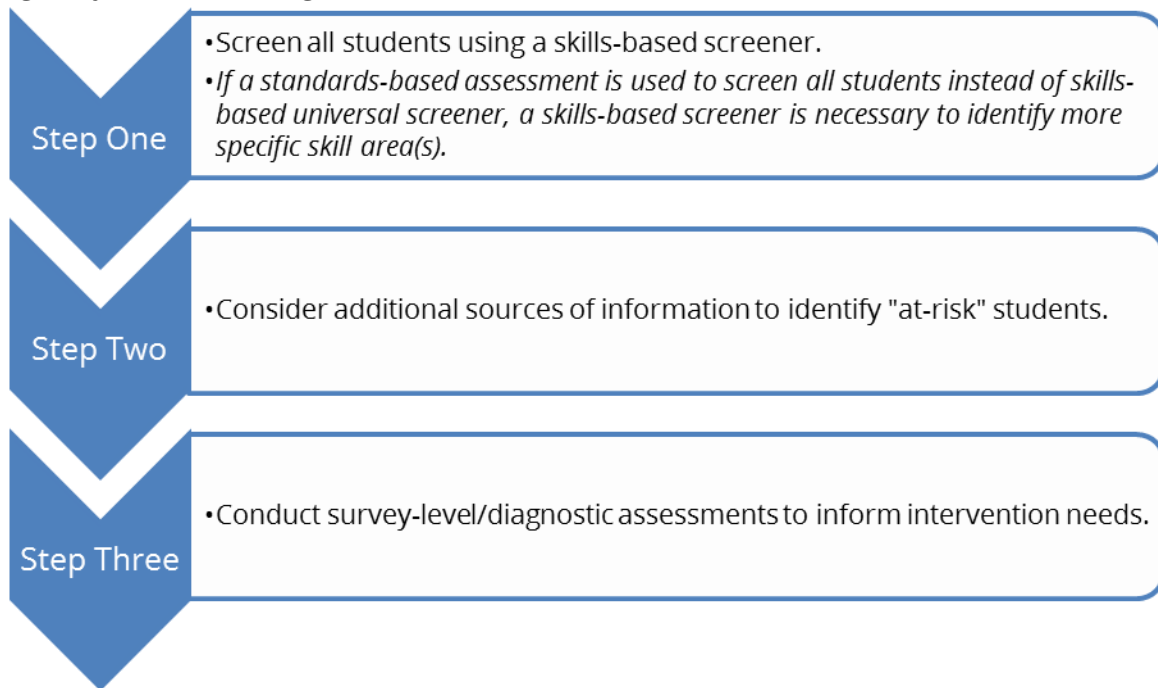 •Screen all students using a skills-based screener.
•If a standards-based assessment is used to screen all students instead of skills-
based universal screener, a skills-based screener is necessary to identify more
specific skill area(s).
Step One
•Consider additional sources of information to identify "at-risk" students.
Step Two
•Conduct survey-level/diagnostic assessments to inform intervention needs.
Step Three